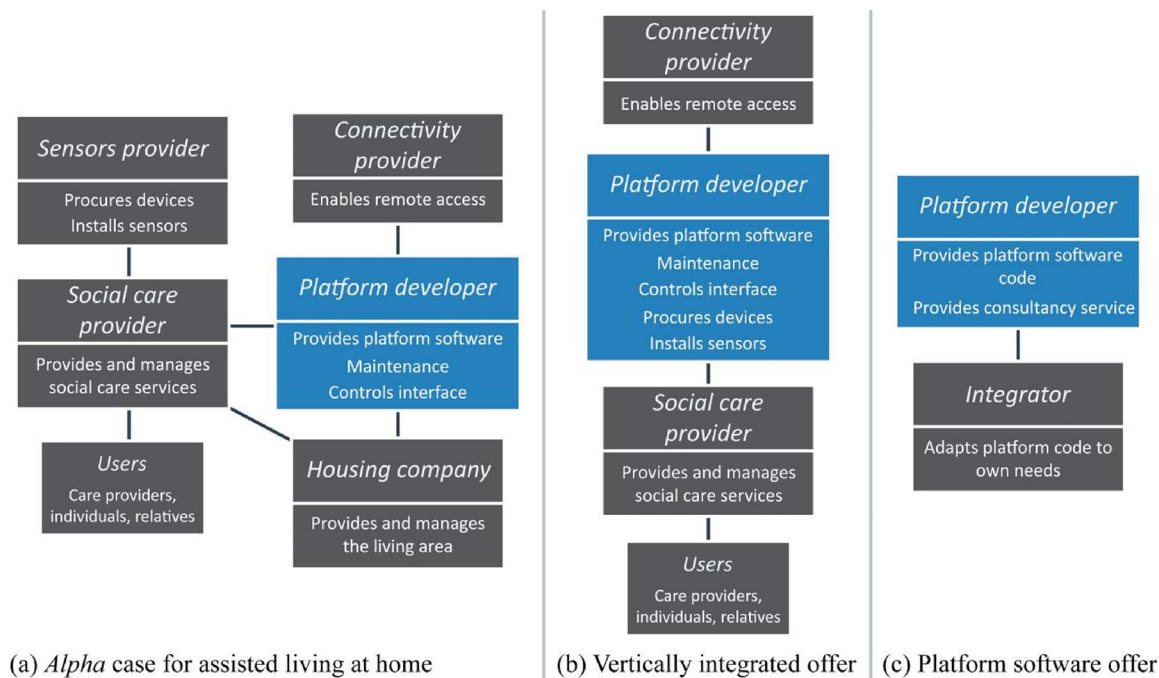 Sensors provider
Procures devices
Installs sensors
Social care
provider
Provides and manages
social care services
Users
Care providers,
individuals, relatives
Connectivity
provider
Enables remote access
Platform developer
Provides platform software
Maintenance
Controls interface
Housing company
Provides and manages
the living area
(a) Alpha case for assisted living at home
Connectivity
provider
Enables remote access
Platform developer
Provides platform software
Maintenance
Controls interface
Procures devices
Installs sensors
Social care
provider
Provides and manages
social care services
Users
Care providers,
individuals, relatives
(b) Vertically integrated offer
Platform developer
Provides platform software
code
Provides consultancy service
Integrator
Adapts platform code to
own needs
(c) Platform software offer